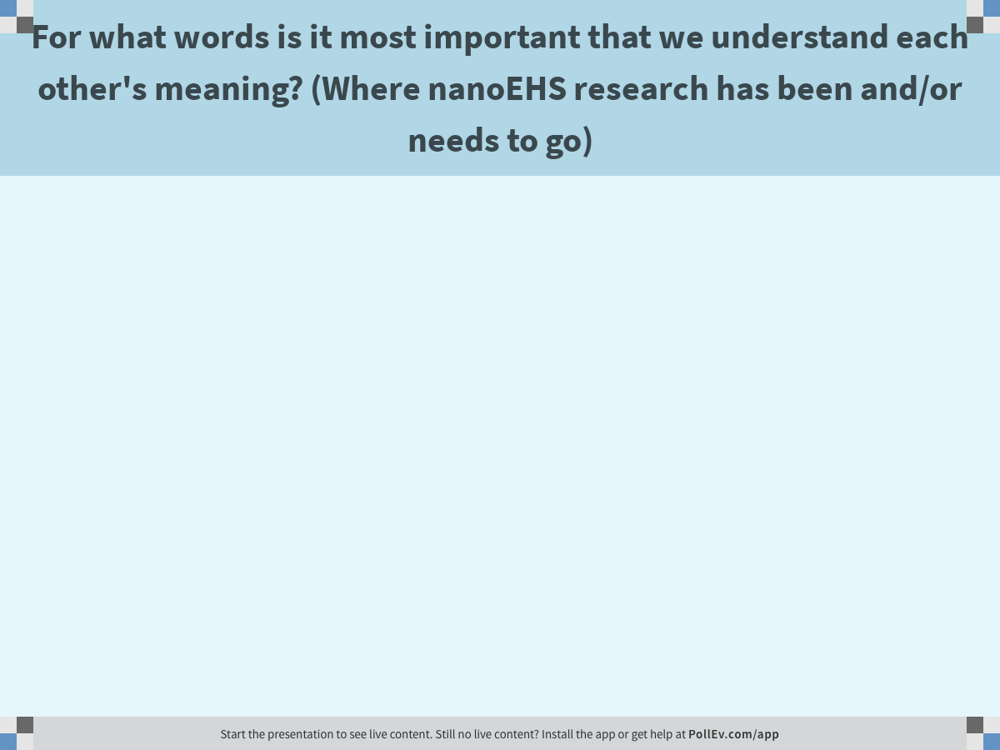 For what words is it most important that we understand each
other's meaning? (Where nanoEHS research has been and/or
needs to go)
Start the presentation to see live content. Still no live content? Install the app or get help at PollEv.com/app